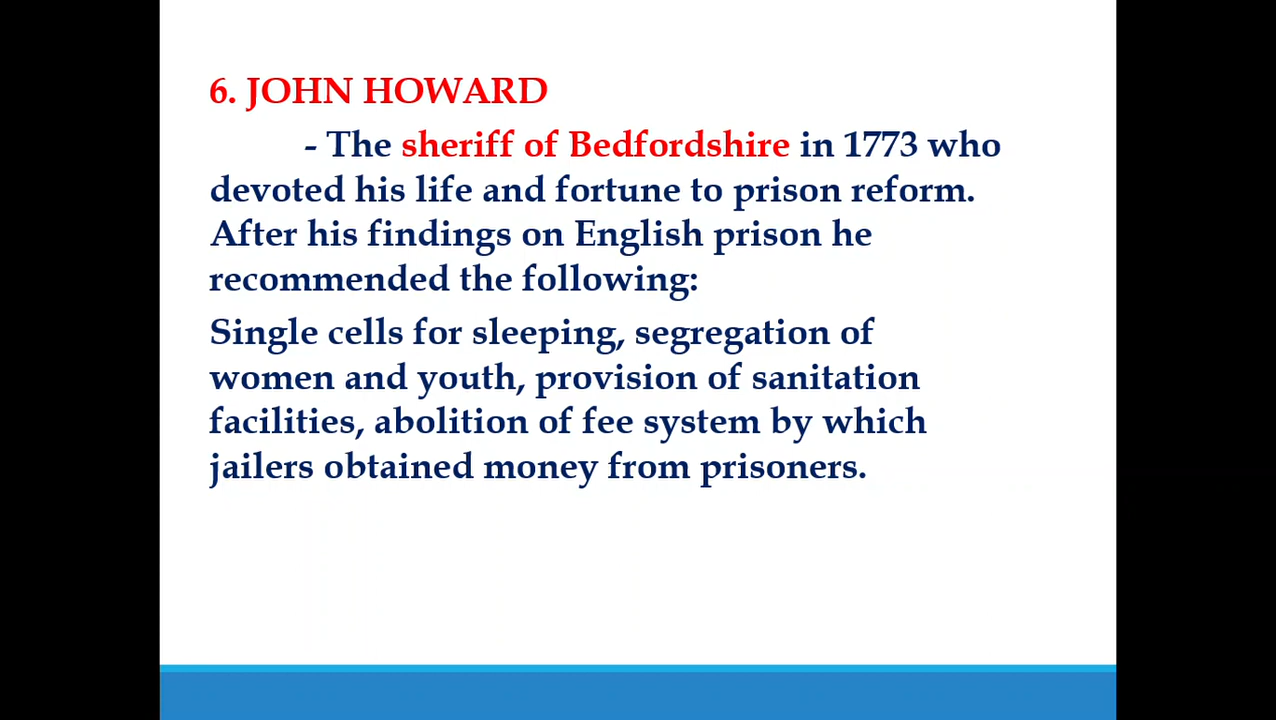 6. JOHN HOWARD
- The sheriff of Bedfordshire in 1773 who
devoted his life and fortune to prison reform.
After his findings on English prison he
recommended the following:
Single cells for sleeping, segregation of
women and youth, provision of sanitation
facilities, abolition of fee system by which
jailers obtained money from prisoners.